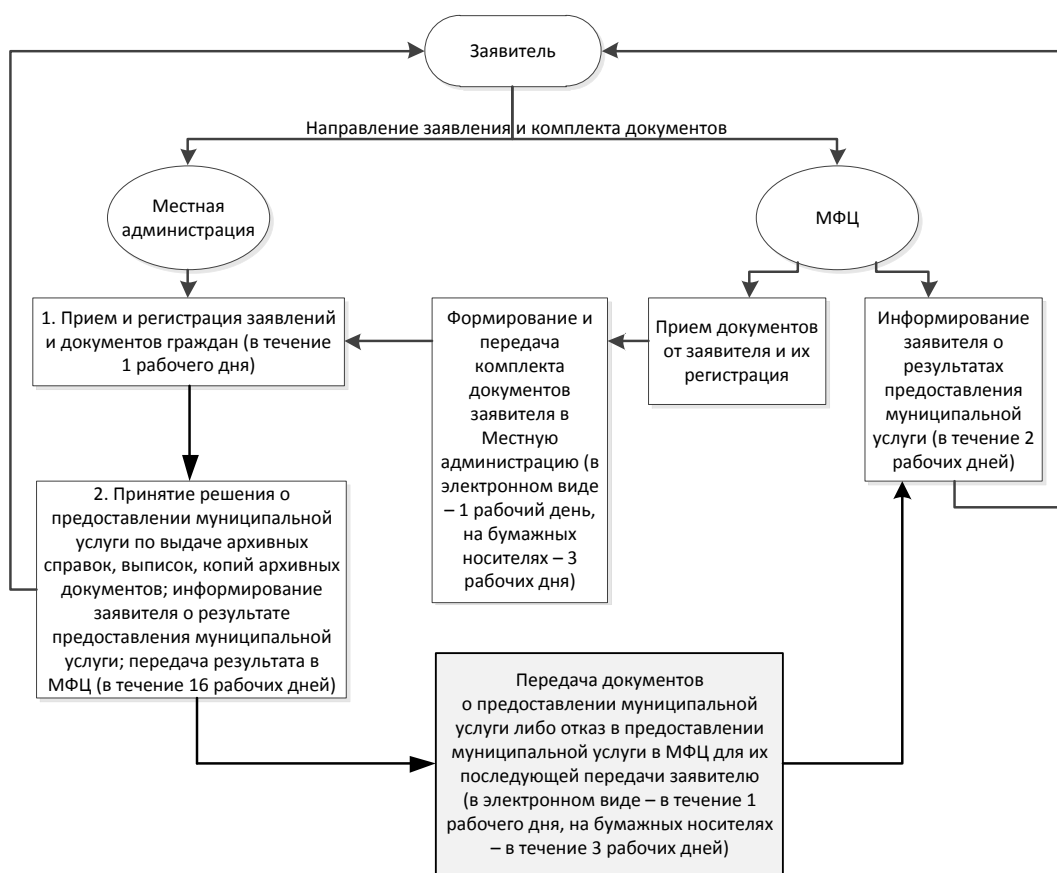 Заявитель
Направление заявления и комплекта документов
Местная
администрация
МФЦ
1. Прием и регистрация заявлений
и документов граждан (в течение
1 рабочего дня)
Формирование и
передача
комплекта
документов
заявителя в
Местную
администрацию (в
электронном виде
– 1 рабочий день,
на бумажных
носителях – 3
рабочих дня)
Прием документов
от заявителя и их
регистрация
Информирование
заявителя о
результатах
предоставления
муниципальной
услуги (в течение 2
рабочих дней)
2. Принятие решения о
предоставлении муниципальной
услуги по выдаче архивных
справок, выписок, копий архивных
документов; информирование
заявителя о результате
предоставления муниципальной
услуги; передача результата в
МФЦ (в течение 16 рабочих дней)
Передача документов
о предоставлении муниципальной
услуги либо отказ в предоставлении
муниципальной услуги в МФЦ для их
последующей передачи заявителю
(в электронном виде – в течение 1
рабочего дня, на бумажных носителях
– в течение 3 рабочих дней)